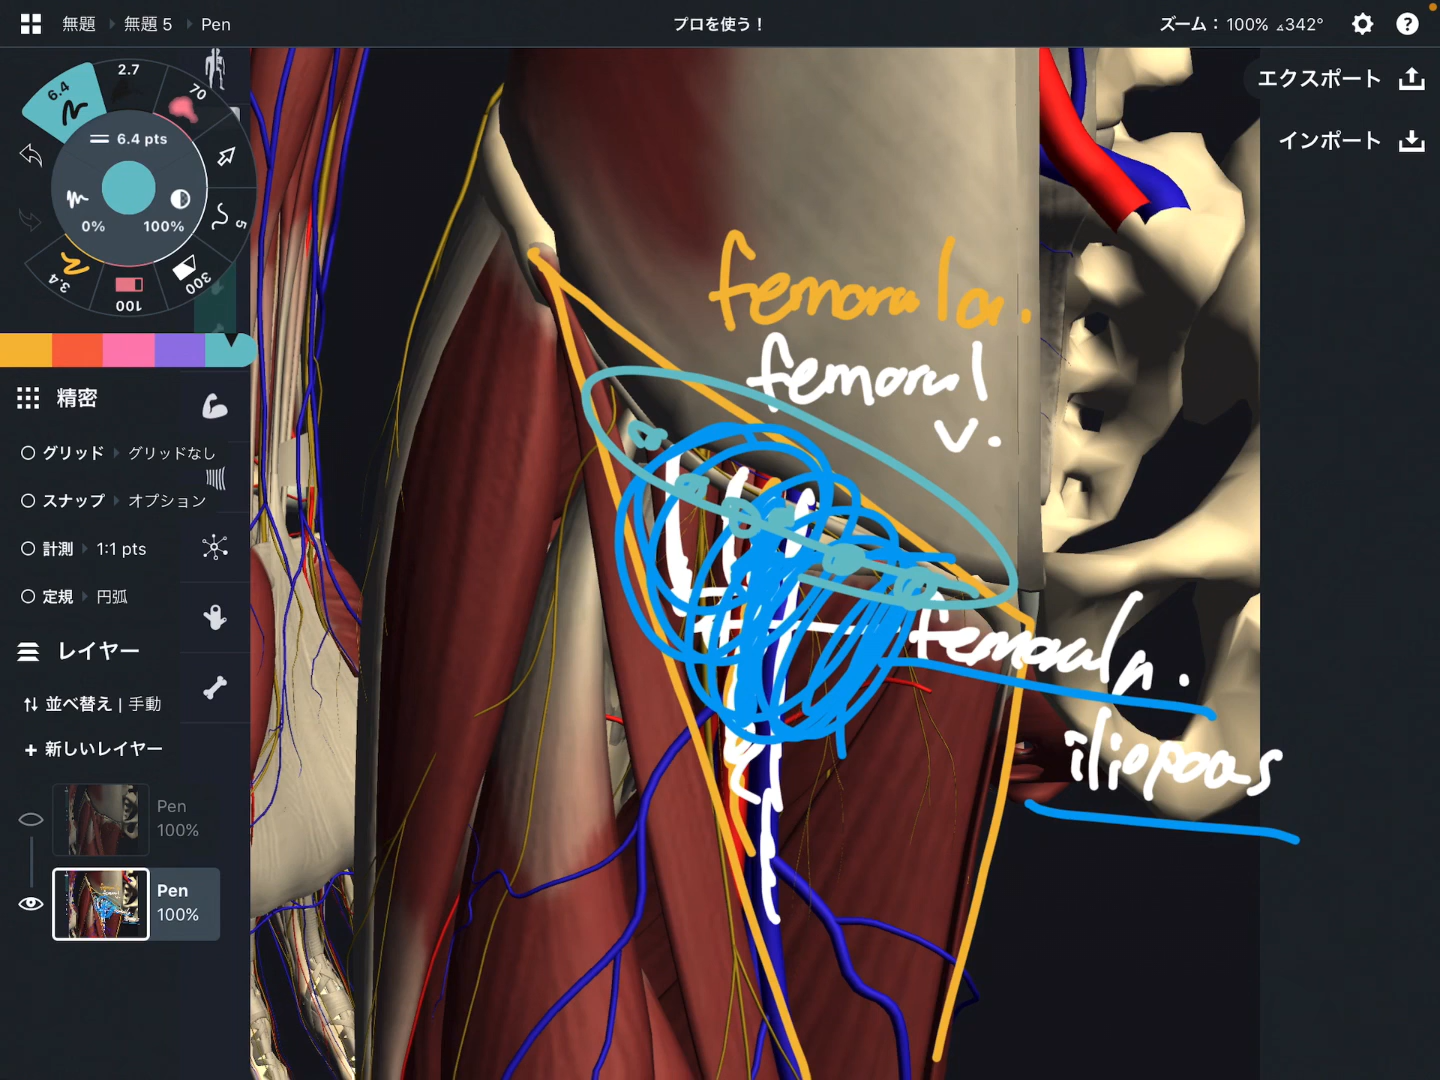 無題 無題 5 Pen
プロを使う！
ズーム： 100% ⊿342°
エクスポート
インポート
6.4
2.7
70
6.4 pts
0%
100%
5
3.4
100
300
精密
グリッド グリッドなし
スナップ オプション
計測 1:1 pts
定規 円弧
レイヤー
並べ替え | 手動
+ 新しいレイヤー
Pen
100%
Pen
100%
femoral a.
femoral
v.
femoral n.
iliopoas